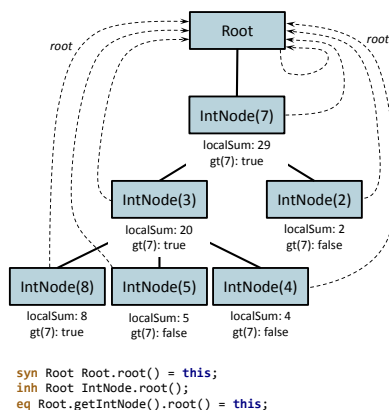 Root
root
root
IntNode(7)
localSum: 29
gt(7): true
IntNode(3)
IntNode(2)
localSum: 20
gt(7): true
localSum: 2
gt(7): false
IntNode(8)
IntNode(5)
IntNode(4)
localSum: 8
gt(7): true
localSum: 5
gt(7): false
localSum: 4
gt(7): false
syn Root Root.root() = this;
inh Root IntNode.root();
eq Root.getIntNode().root() = this;